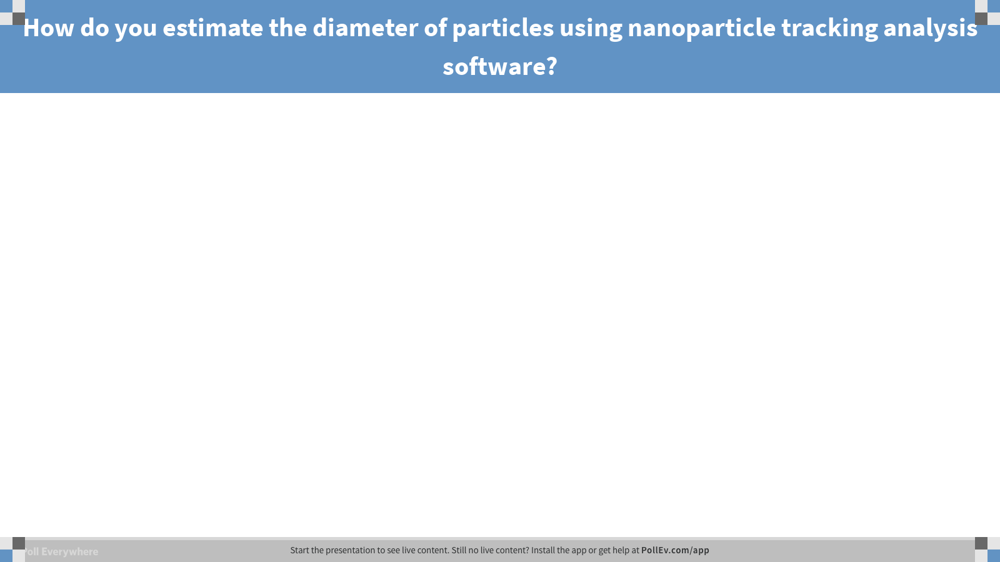 How do you estimate the diameter of particles using nanoparticle tracking analysis
software?
Poll Everywhere
Start the presentation to see live content. Still no live content? Install the app or get help at PollEv.com/app